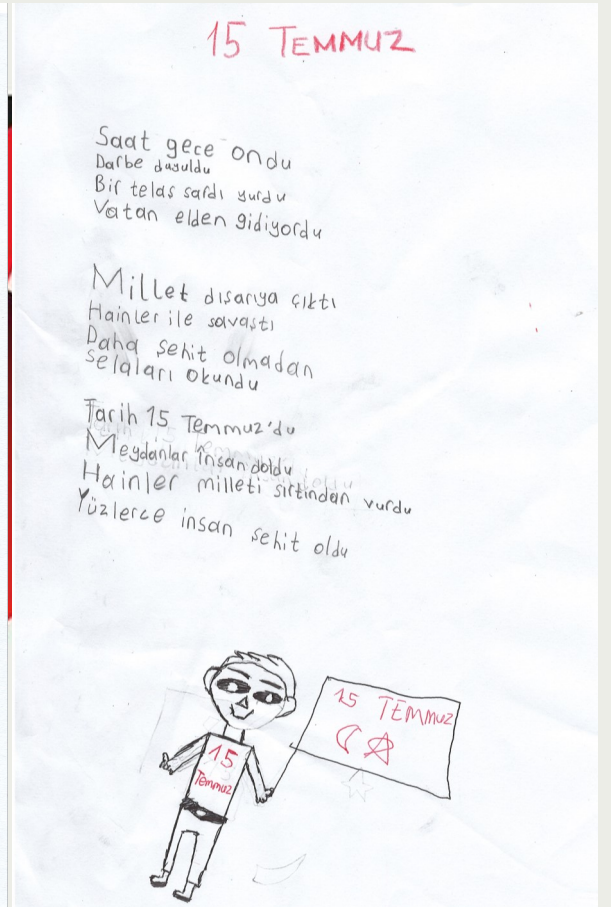 15 TEMMUZ
Saat gece ondu
Darbe duyuldu
Bir telaş sardı yurdu
Vatan elden gidiyordu
Millet dışarıya çıktı
Hainler ile savaştı
Daha şehit olmadan
selaları okundu
Tarih 15 Temmuz'du
Meydanlar insan doldu
Hainler milleti sırtından vurdu
Yüzlerce insan şehit oldu
15 TEMMUZ
15
Temmuz